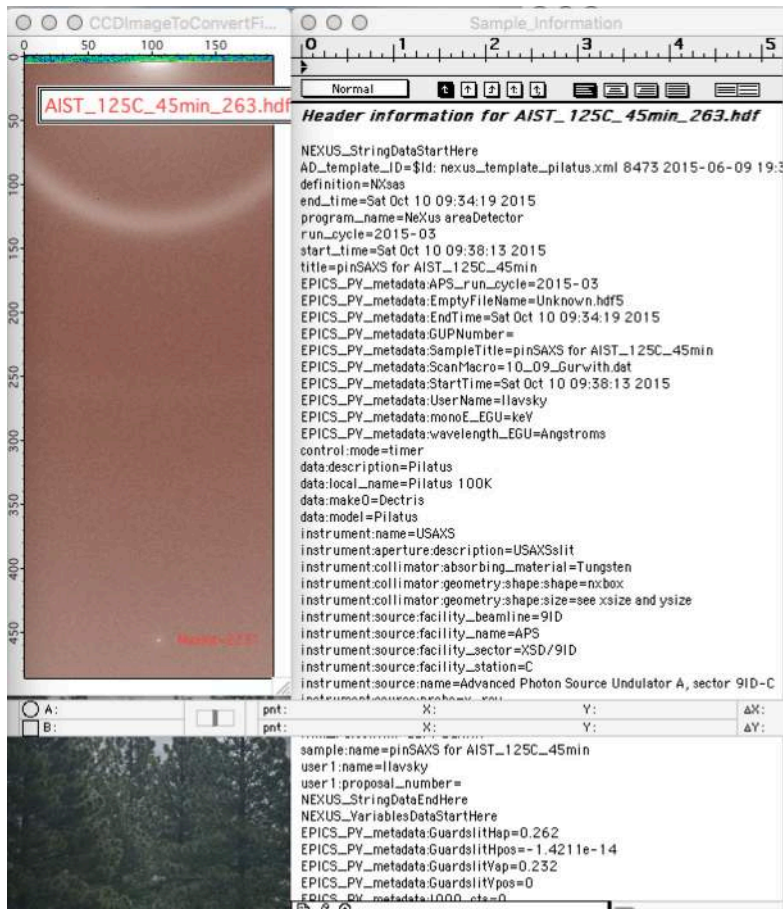 CCDImageToConvertFi...
0 50 100 150
0
50
100
150
200
250
300
350
400
450
AIST_125C_45min_263.hdf
Sample_Information
0 1 2 3 4 5
Normal
Header information for AIST_125C_45min_263.hdf
NEXUS_StringDataStartHere
AD_template_ID=$Id: nexus_template_pilatus.xml 8473 2015-06-09 19:3
definition=NXsas
end_time=Sat Oct 10 09:34:19 2015
program_name=NeXus areaDetector
run_cycle=2015-03
start_time=Sat Oct 10 09:38:13 2015
title=pinSAXS for AIST_125C_45min
EPICS_PV_metadata:APS_run_cycle=2015-03
EPICS_PV_metadata:EmptyFileName=Unknown.hdf5
EPICS_PV_metadata:EndTime=Sat Oct 10 09:34:19 2015
EPICS_PV_metadata:GUPNumber=
EPICS_PV_metadata:SampleTitle=pinSAXS for AIST_125C_45min
EPICS_PV_metadata:ScanMacro=10_09_Gurwith.dat
EPICS_PV_metadata:StartTime=Sat Oct 10 09:38:13 2015
EPICS_PV_metadata:UserName=Ilavsky
EPICS_PV_metadata:monoE_EGU=keV
EPICS_PV_metadata:wavelength_EGU=Angstroms
control:mode=timer
data:description=Pilatus
data:local_name=Pilatus 100K
data:make0=Dectris
data:model=Pilatus
instrument:name=USAXS
instrument:aperture:description=USAXSslit
instrument:collimator:absorbing_material=Tungsten
instrument:collimator:geometry:shape:shape=nxbox
instrument:collimator:geometry:shape:size=see xsize and ysize
instrument:source:facility_beamline=9ID
instrument:source:facility_name=APS
instrument:source:facility_sector=XSD/9ID
instrument:source:facility_station=C
instrument:source:name=Advanced Photon Source Undulator A, sector 9ID-C
instrument:source:probe=x-ray
A: pnt: X: Y: ΔX:
B: pnt: X: Y: ΔY:
sample:name=pinSAXS for AIST_125C_45min
user1:name=Ilavsky
user1:proposal_number=
NEXUS_StringDataEndHere
NEXUS_VariablesDataStartHere
EPICS_PV_metadata:GuardslitHap=0.262
EPICS_PV_metadata:GuardslitHpos=-1.4211e-14
EPICS_PV_metadata:GuardslitVap=0.232
EPICS_PV_metadata:GuardslitVpos=0
EPICS_PV_metadata:I000_cts=0